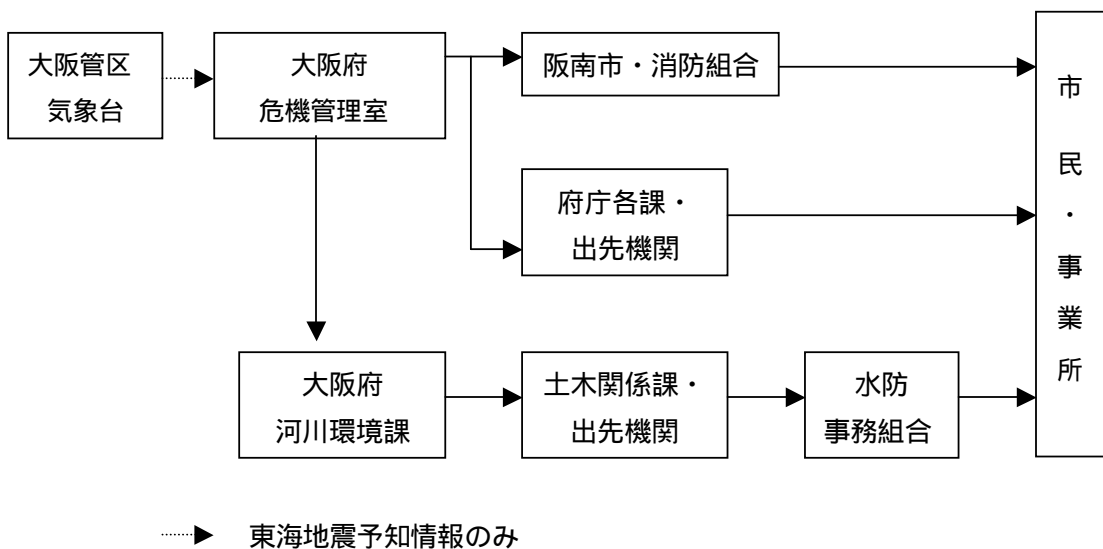 大阪管区
気象台
大阪府
危機管理室
阪南市・消防組合
府庁各課・
出先機関
大阪府
河川環境課
土木関係課・
出先機関
水防
事務組合
市民・事業所
東海地震予知情報のみ